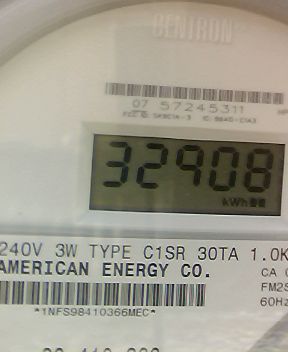 CENTRON
07 57245311
32908
kWh
240V 3W TYPE C1SR 30TA 1.0K
AMERICAN ENERGY CO.
CA
FM2S
60Hz
*1NFS98410366MEC*